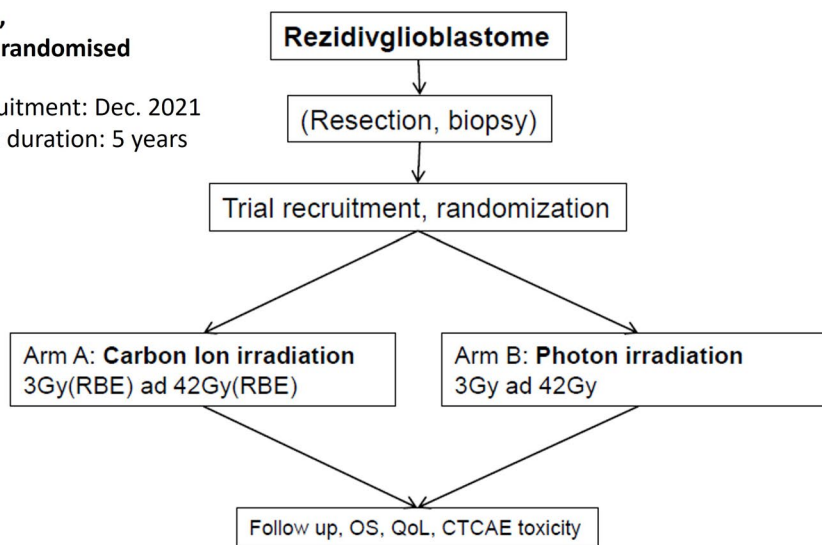 randomised
uitment: Dec. 2021
duration: 5 years
Rezidivglioblastome
(Resection, biopsy)
Trial recruitment, randomization
Arm A: Carbon Ion irradiation
3Gy(RBE) ad 42Gy(RBE)
Arm B: Photon irradiation
3Gy ad 42Gy
Follow up, OS, QoL, CTCAE toxicity